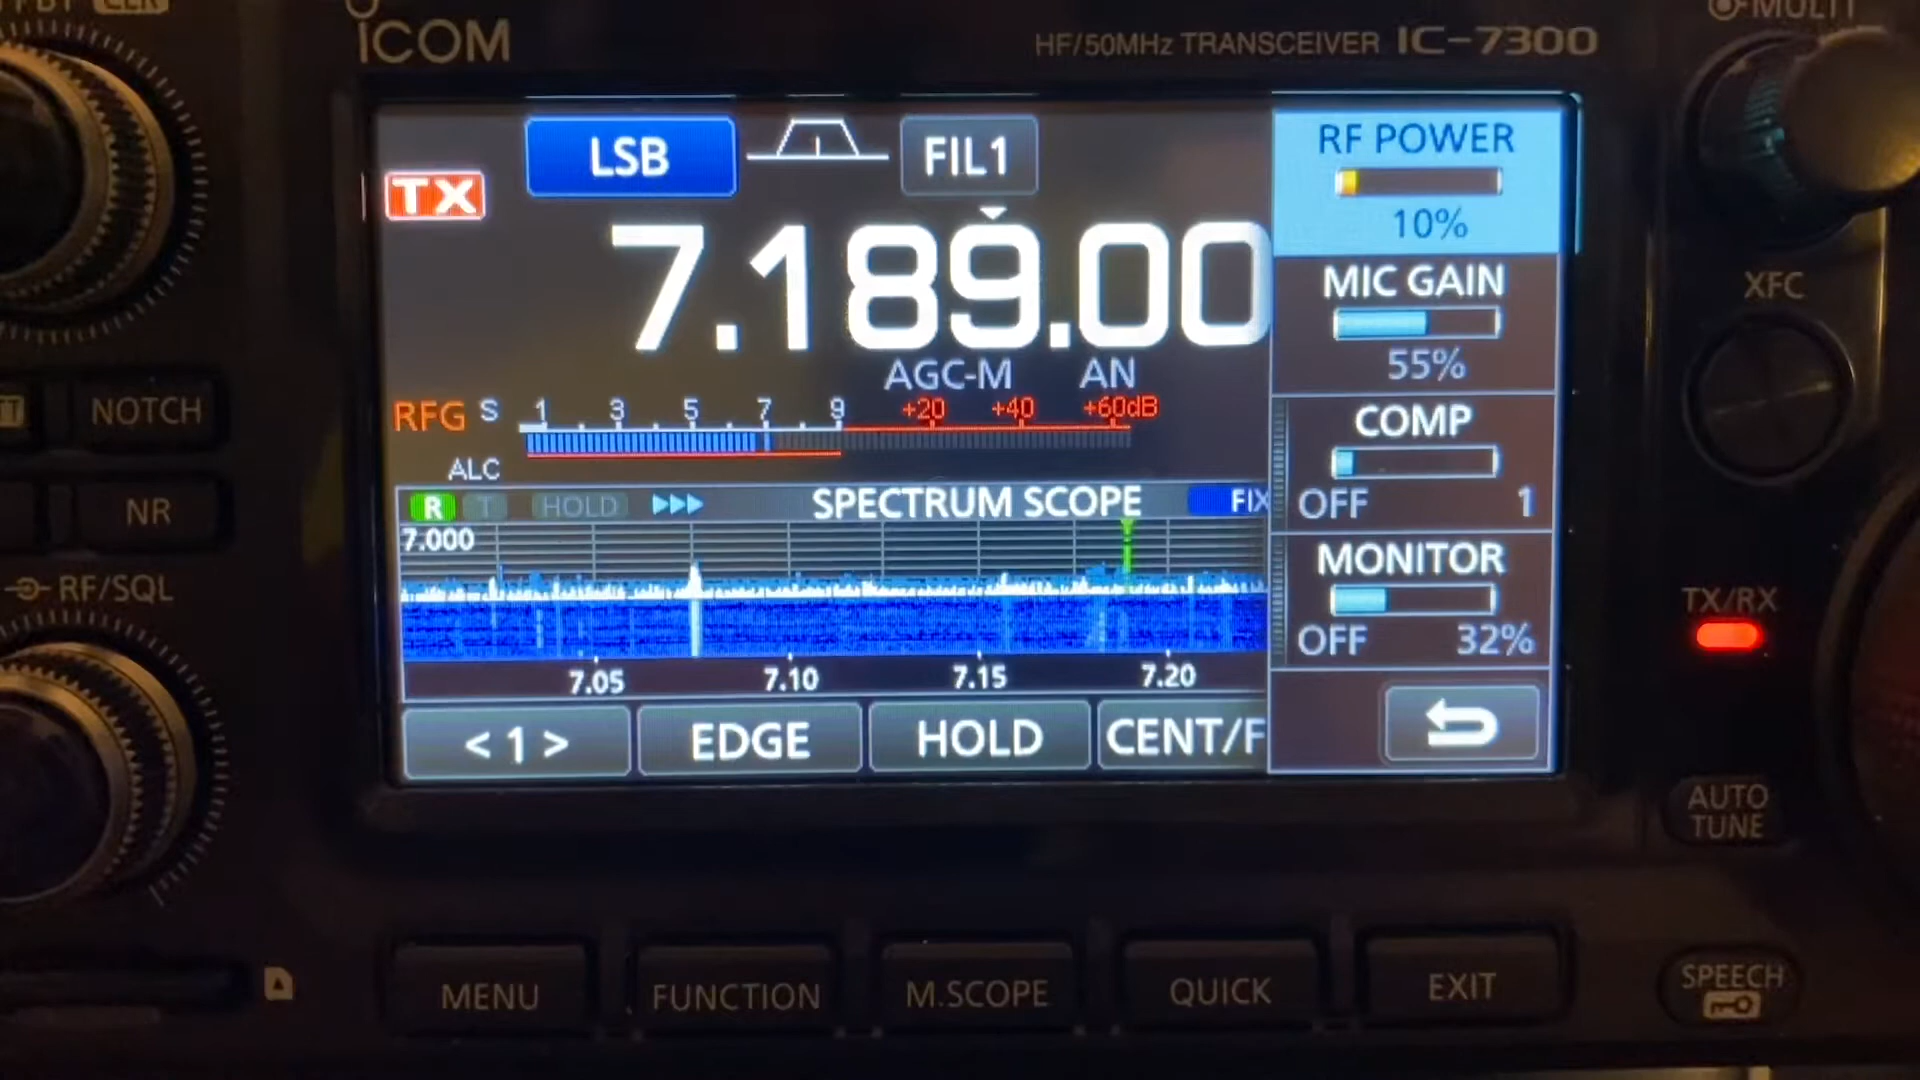 ICOM
HF/50MHz TRANSCEIVER IC-7300
LSB
FIL1
TX
7.189.00
AGC-M AN
RFG S 1 3 5 7 9 +20 +40 +60dB
ALC
R T HOLD SPECTRUM SCOPE FIX
7.000
7.05 7.10 7.15 7.20
< 1 > EDGE HOLD CENT/F
RF POWER
10%
MIC GAIN
55%
COMP
OFF 1
MONITOR
OFF 32%
NOTCH
NR
RF/SQL
MULTI
XFC
TX/RX
AUTO
TUNE
SPEECH
MENU FUNCTION M.SCOPE QUICK EXIT